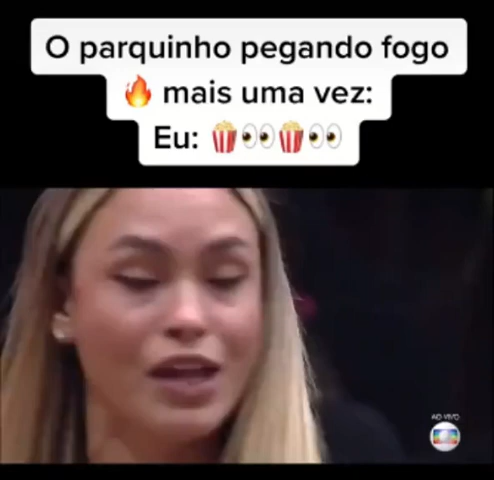 O parquinho pegando fogo
🔥 mais uma vez:
Eu: 🍿👀🍿👀
AO VIVO